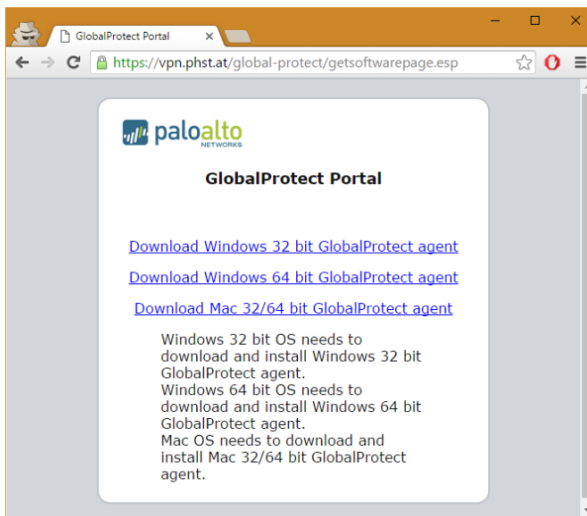 GlobalProtect Portal
https://vpn.phst.at/global-protect/getsoftwarepage.esp
paloalto
NETWORKS
GlobalProtect Portal
Download Windows 32 bit GlobalProtect agent
Download Windows 64 bit GlobalProtect agent
Download Mac 32/64 bit GlobalProtect agent
Windows 32 bit OS needs to
download and install Windows 32 bit
GlobalProtect agent.
Windows 64 bit OS needs to
download and install Windows 64 bit
GlobalProtect agent.
Mac OS needs to download and
install Mac 32/64 bit GlobalProtect
agent.